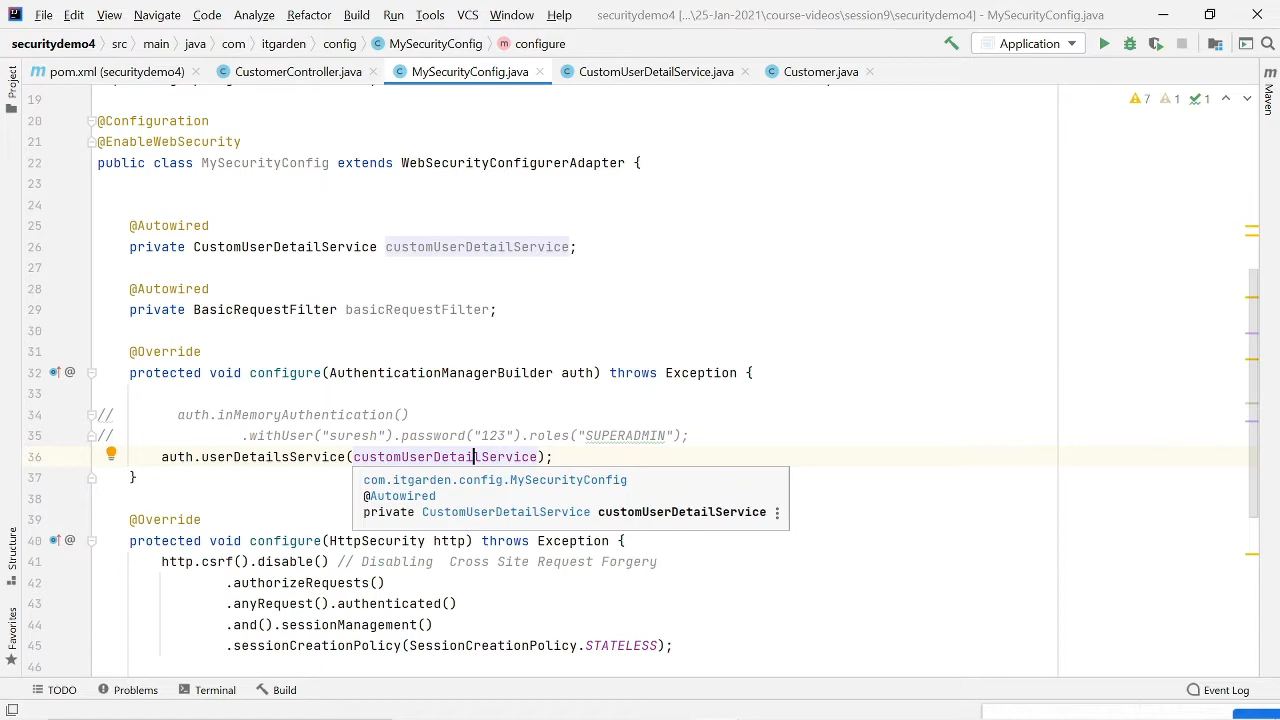 File Edit View Navigate Code Analyze Refactor Build Run Tools VCS Window Help securitydemo4 [...\25-Jan-2021\course-videos\session9\securitydemo4] - MySecurityConfig.java
securitydemo4 src main java com itgarden config MySecurityConfig configure Application
pom.xml (securitydemo4) CustomerController.java MySecurityConfig.java CustomUserDetailService.java Customer.java
Project
Maven
7 1 1
19
20 @Configuration
21 @EnableWebSecurity
22 public class MySecurityConfig extends WebSecurityConfigurerAdapter {
23
24
25 @Autowired
26 private CustomUserDetailService customUserDetailService;
27
28 @Autowired
29 private BasicRequestFilter basicRequestFilter;
30
31 @Override
32 protected void configure(AuthenticationManagerBuilder auth) throws Exception {
33
34 // auth.inMemoryAuthentication()
35 // .withUser("suresh").password("123").roles("SUPERADMIN");
36 auth.userDetailsService(customUserDetailService);
37 }
com.itgarden.config.MySecurityConfig
@Autowired
private CustomUserDetailService customUserDetailService
38
39 @Override
40 protected void configure(HttpSecurity http) throws Exception {
41 http.csrf().disable() // Disabling Cross Site Request Forgery
42 .authorizeRequests()
43 .anyRequest().authenticated()
44 .and().sessionManagement()
45 .sessionCreationPolicy(SessionCreationPolicy.STATELESS);
46
Structure
Favorites
TODO Problems Terminal Build Event Log